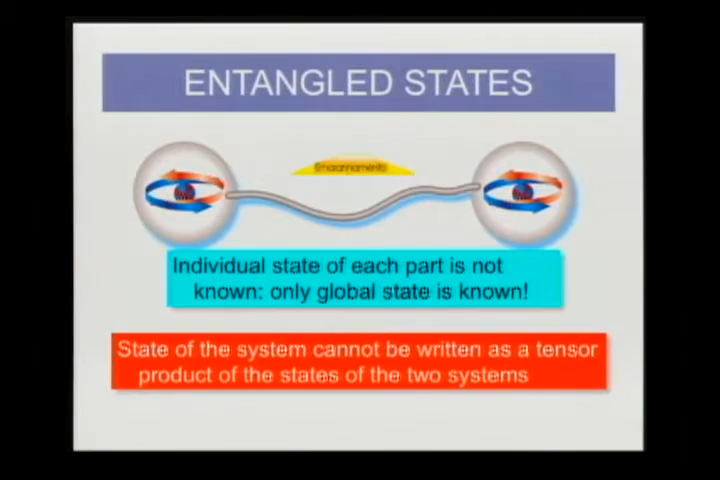 ENTANGLED STATES
Individual state of each part is not
known: only global state is known!
State of the system cannot be written as a tensor
product of the states of the two systems